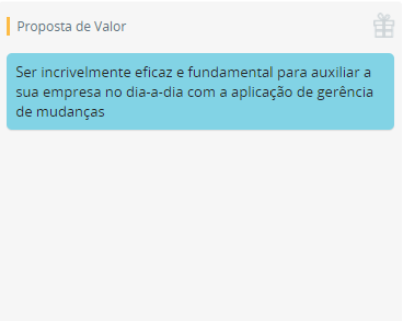 Proposta de Valor
Ser incrivelmente eficaz e fundamental para auxiliar a
sua empresa no dia-a-dia com a aplicação de gerência
de mudanças